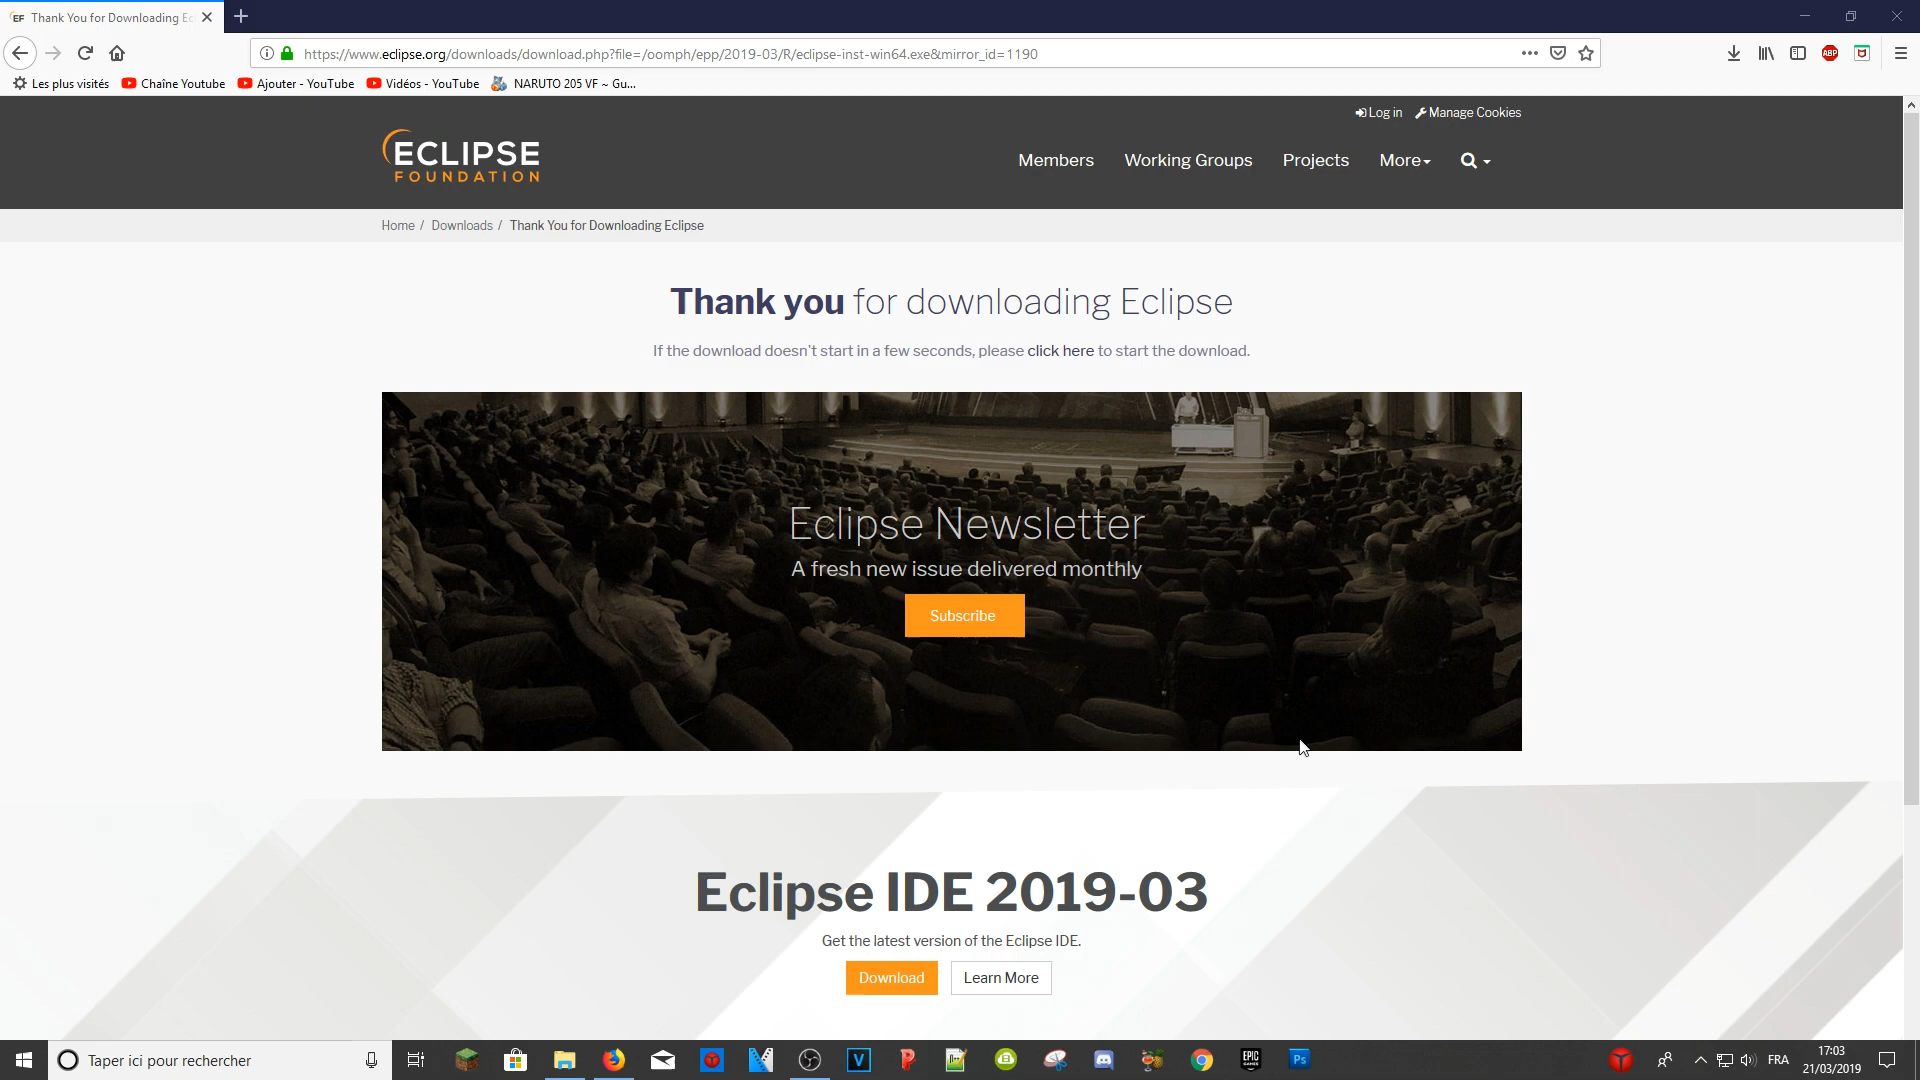 EF Thank You for Downloading Ec
https://www.eclipse.org/downloads/download.php?file=/oomph/epp/2019-03/R/eclipse-inst-win64.exe&mirror_id=1190
ABP
Les plus visités Chaîne Youtube Ajouter - YouTube Vidéos - YouTube NARUTO 205 VF ~ Gu...
Log in Manage Cookies
ECLIPSE
FOUNDATION
Members Working Groups Projects More
Home / Downloads / Thank You for Downloading Eclipse
Thank you for downloading Eclipse
If the download doesn't start in a few seconds, please click here to start the download.
Eclipse Newsletter
A fresh new issue delivered monthly
Subscribe
Eclipse IDE 2019-03
Get the latest version of the Eclipse IDE.
Download Learn More
Taper ici pour rechercher
V
EPIC
GAMES
Ps
FRA
17:03
21/03/2019